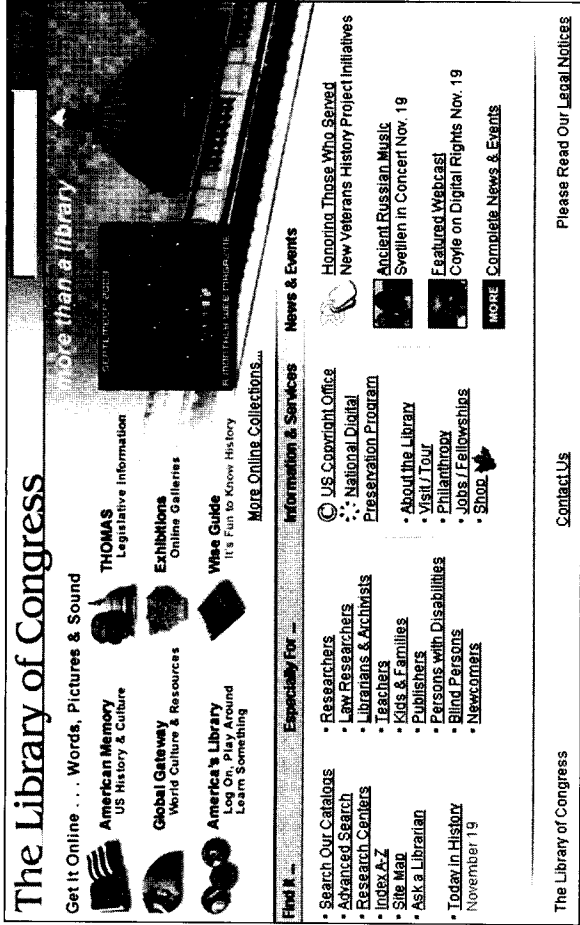 The Library of Congress
more than a library
Get It Online . . . Words, Pictures & Sound
American Memory
US History & Culture
THOMAS
Legislative Information
Global Gateway
World Culture & Resources
Exhibitions
Online Galleries
America's Library
Log On, Play Around
Learn Something
Wise Guide
It's Fun to Know History
More Online Collections...
Find It ...
• Search Our Catalogs
• Advanced Search
• Research Centers
• Index A-Z
• Site Map
• Ask a Librarian
• Today in History
November 19
Especially For ...
• Researchers
• Law Researchers
• Librarians & Archivists
• Teachers
• Kids & Families
• Publishers
• Persons with Disabilities
• Blind Persons
• Newcomers
Information & Services
© US Copyright Office
National Digital
Preservation Program
• About the Library
• Visit / Tour
• Philanthropy
• Jobs / Fellowships
• Shop
News & Events
Honoring Those Who Served
New Veterans History Project Initiatives
Ancient Russian Music
Svetilen in Concert Nov. 19
Featured Webcast
Coyle on Digital Rights Nov. 19
MORE Complete News & Events
The Library of Congress
Contact Us
Please Read Our Legal Notices